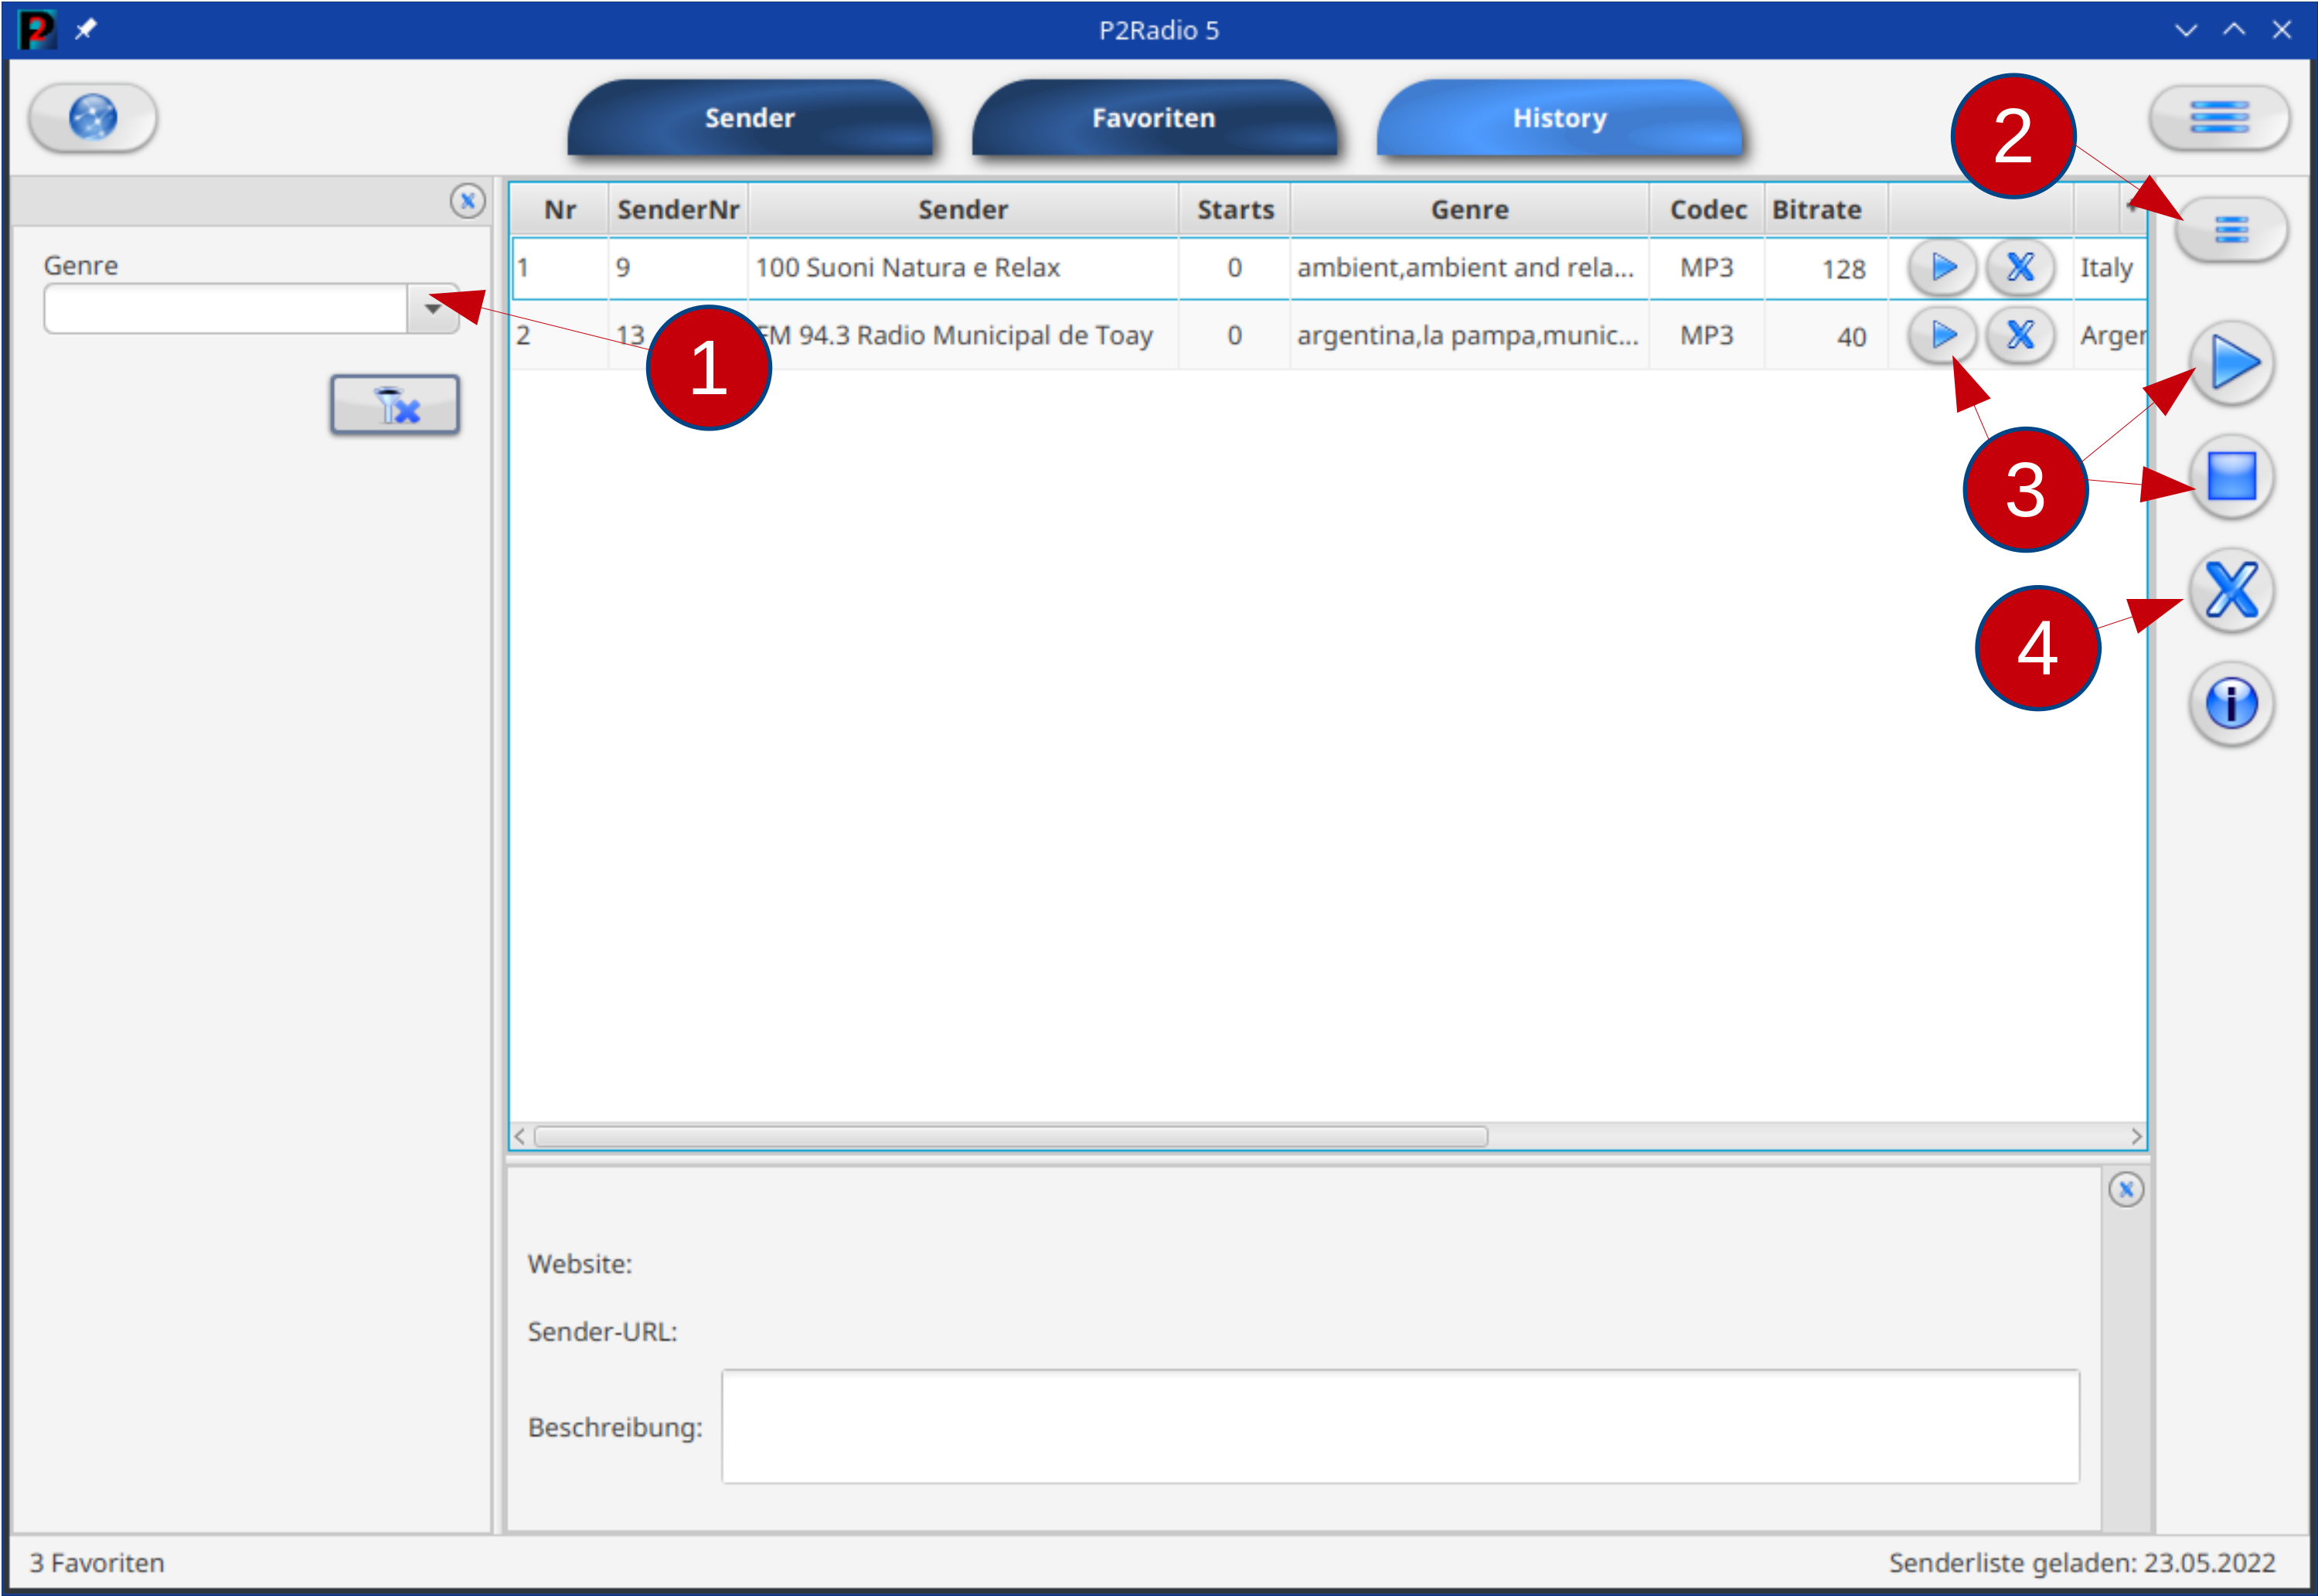 P2 P2Radio 5
Sender Favoriten History
2
Nr SenderNr Sender Starts Genre Codec Bitrate
Genre
1 9 100 Suoni Natura e Relax 0 ambient,ambient and rela... MP3 128 Italy
2 13 FM 94.3 Radio Municipal de Toay 0 argentina,la pampa,munic... MP3 40 Argen
1
3
4
Website:
Sender-URL:
Beschreibung:
3 Favoriten Senderliste geladen: 23.05.2022